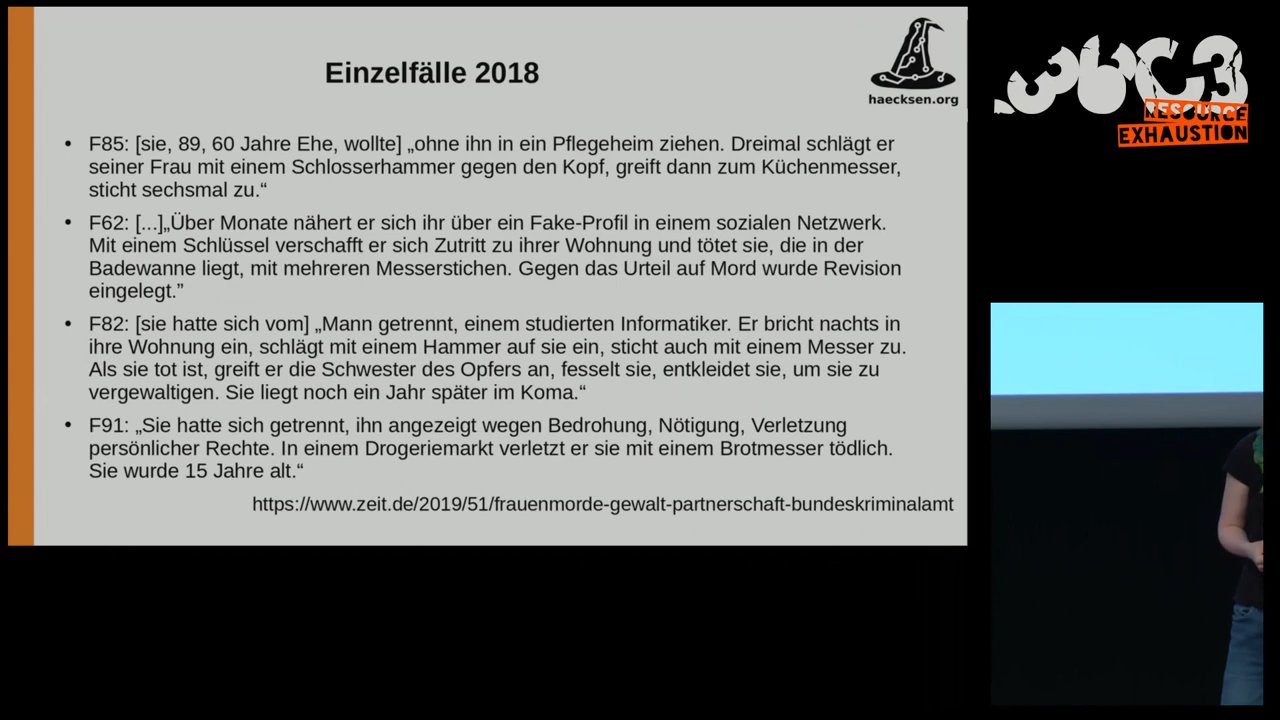 Einzelfälle 2018
haecksen.org
• F85: [sie, 89, 60 Jahre Ehe, wollte] „ohne ihn in ein Pflegeheim ziehen. Dreimal schlägt er
seiner Frau mit einem Schlosserhammer gegen den Kopf, greift dann zum Küchenmesser,
sticht sechsmal zu.“
• F62: [...]„Über Monate nähert er sich ihr über ein Fake-Profil in einem sozialen Netzwerk.
Mit einem Schlüssel verschafft er sich Zutritt zu ihrer Wohnung und tötet sie, die in der
Badewanne liegt, mit mehreren Messerstichen. Gegen das Urteil auf Mord wurde Revision
eingelegt.”
• F82: [sie hatte sich vom] „Mann getrennt, einem studierten Informatiker. Er bricht nachts in
ihre Wohnung ein, schlägt mit einem Hammer auf sie ein, sticht auch mit einem Messer zu.
Als sie tot ist, greift er die Schwester des Opfers an, fesselt sie, entkleidet sie, um sie zu
vergewaltigen. Sie liegt noch ein Jahr später im Koma.“
• F91: „Sie hatte sich getrennt, ihn angezeigt wegen Bedrohung, Nötigung, Verletzung
persönlicher Rechte. In einem Drogeriemarkt verletzt er sie mit einem Brotmesser tödlich.
Sie wurde 15 Jahre alt.“
https://www.zeit.de/2019/51/frauenmorde-gewalt-partnerschaft-bundeskriminalamt
36C3
RESOURCE
EXHAUSTION